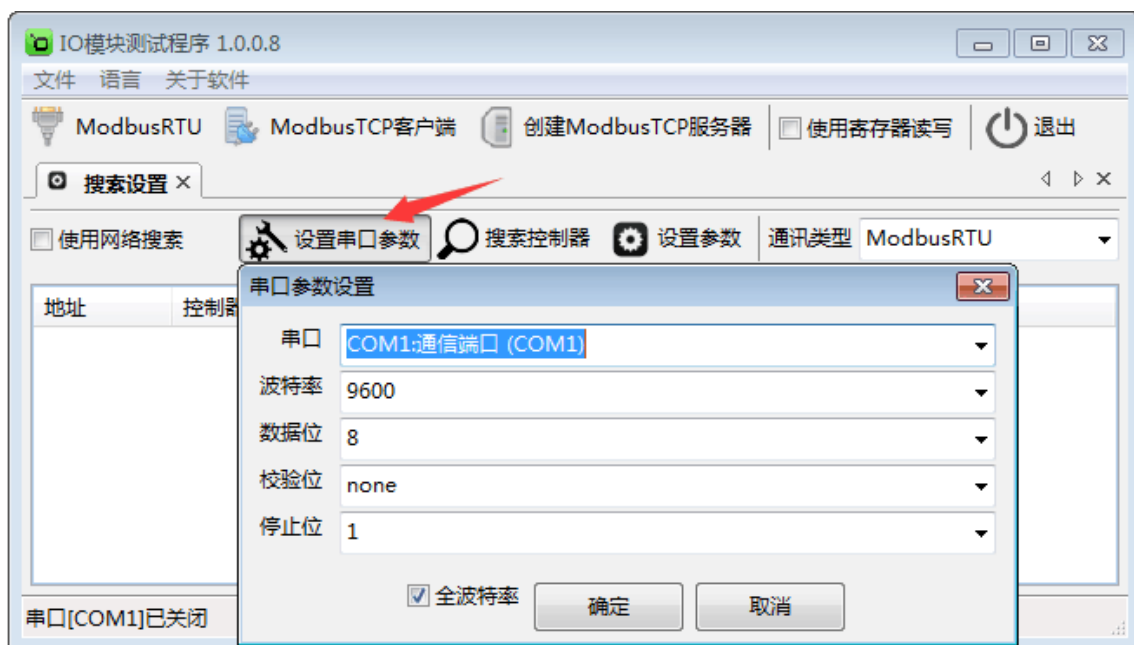 IO模块测试程序 1.0.0.8
文件 语言 关于软件
ModbusRTU ModbusTCP客户端 创建ModbusTCP服务器 使用寄存器读写 退出
搜索设置
使用网络搜索 设置串口参数 搜索控制器 设置参数 通讯类型 ModbusRTU
串口参数设置
地址 控制器
串口 COM1:通信端口 (COM1)
波特率 9600
数据位 8
校验位 none
停止位 1
全波特率 确定 取消
串口[COM1]已关闭